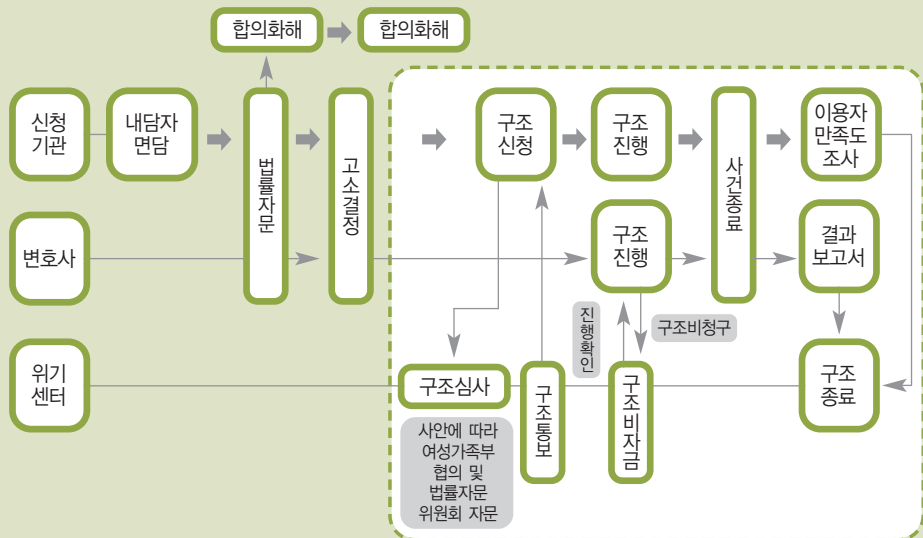 합의화해
합의화해
신청
기관
내담자
면담
법률자문
고소결정
구조
신청
구조
진행
사건종료
이용자
만족도
조사
변호사
구조
진행
결과
보고서
진행확인
구조비청구
위기
센터
구조심사
구조통보
구조비자금
구조
종료
사안에 따라
여성가족부
협의 및
법률자문
위원회 자문